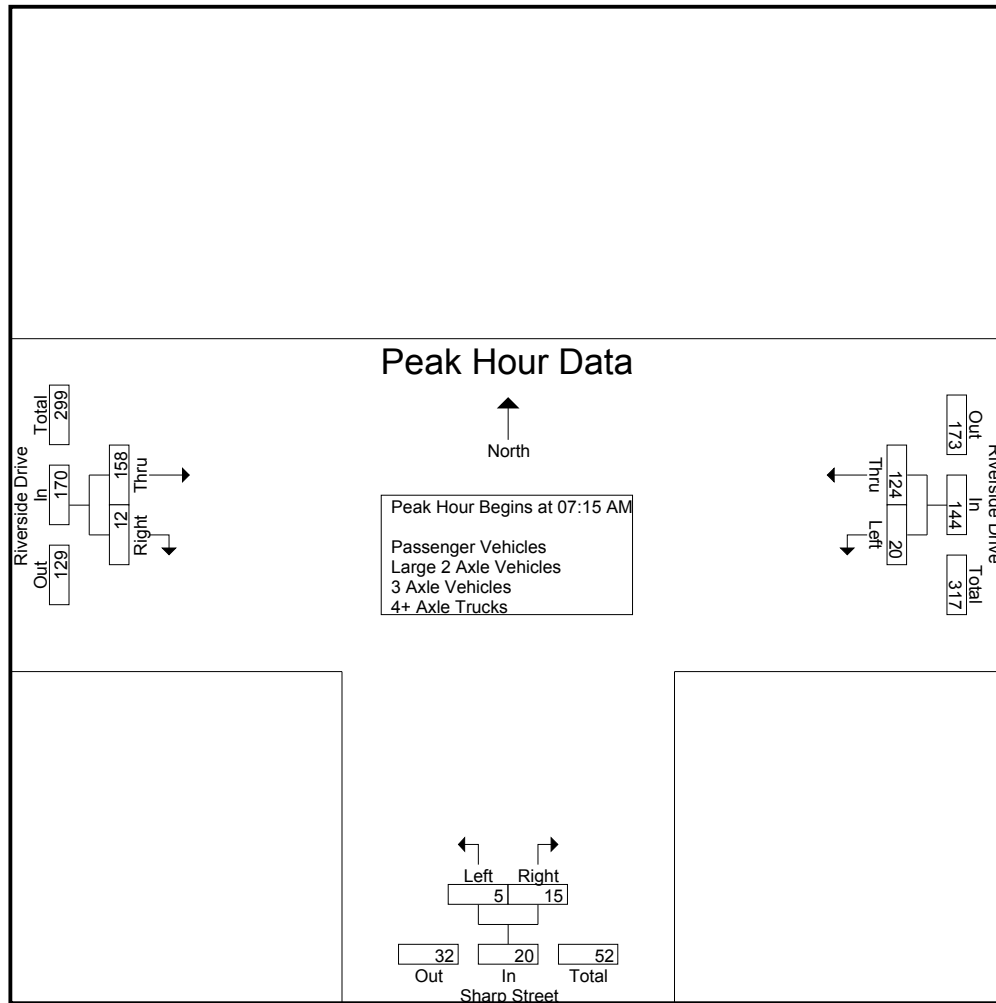 Peak Hour Data
North
Peak Hour Begins at 07:15 AM
Passenger Vehicles
Large 2 Axle Vehicles
3 Axle Vehicles
4+ Axle Trucks
Riverside Drive
Out In Total
129 170 299
Right Thru
12 158
Riverside Drive
Out In Total
173 144 317
Thru Left
124 20
Left Right
5 15
32 20 52
Out In Total
Sharp Street